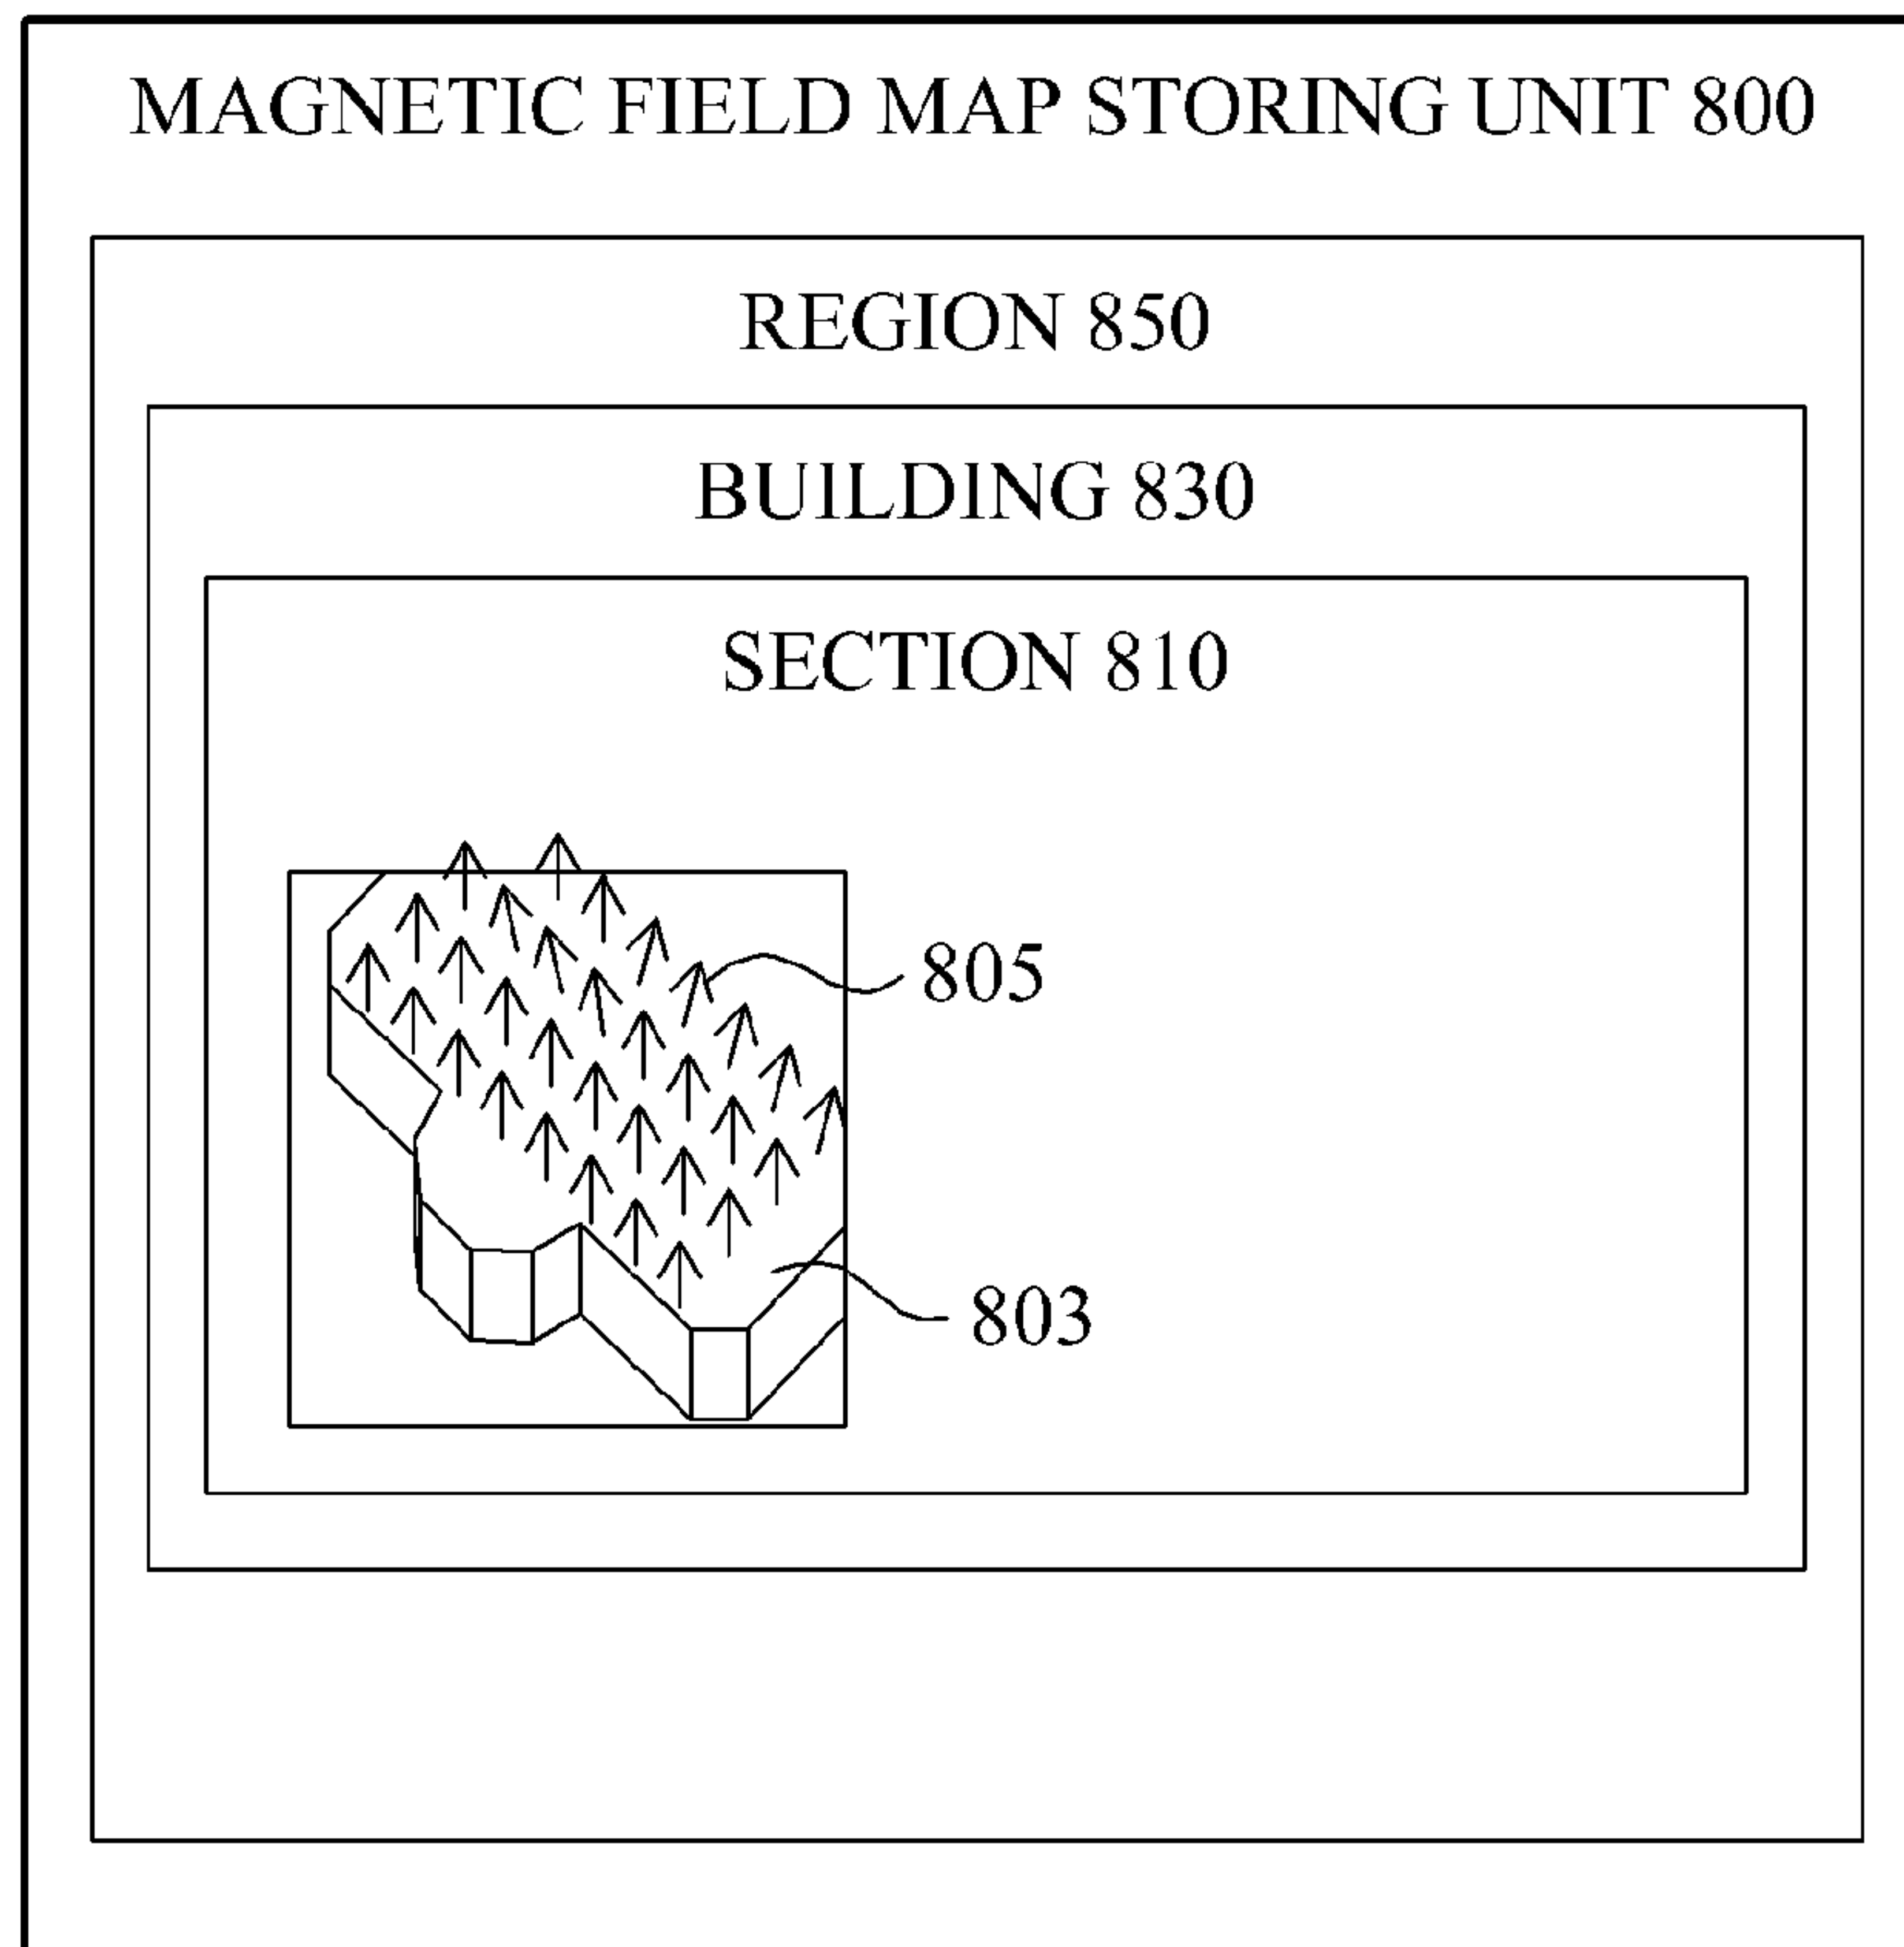 MAGNETIC FIELD MAP STORING UNIT 800
REGION 850
BUILDING 830
SECTION 810
805
803